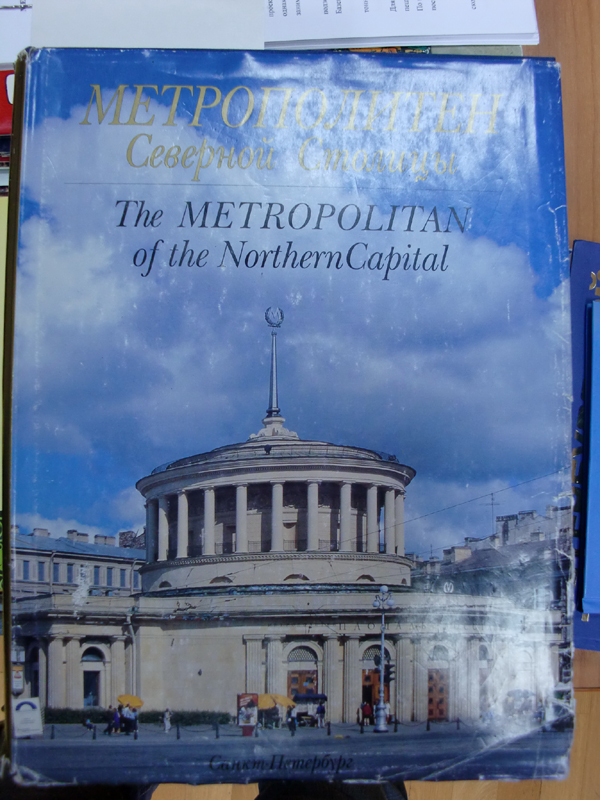 МЕТРОПОЛИТЕН
Северной Столицы
The METROPOLITAN
of the Northern Capital
Санкт-Петербург